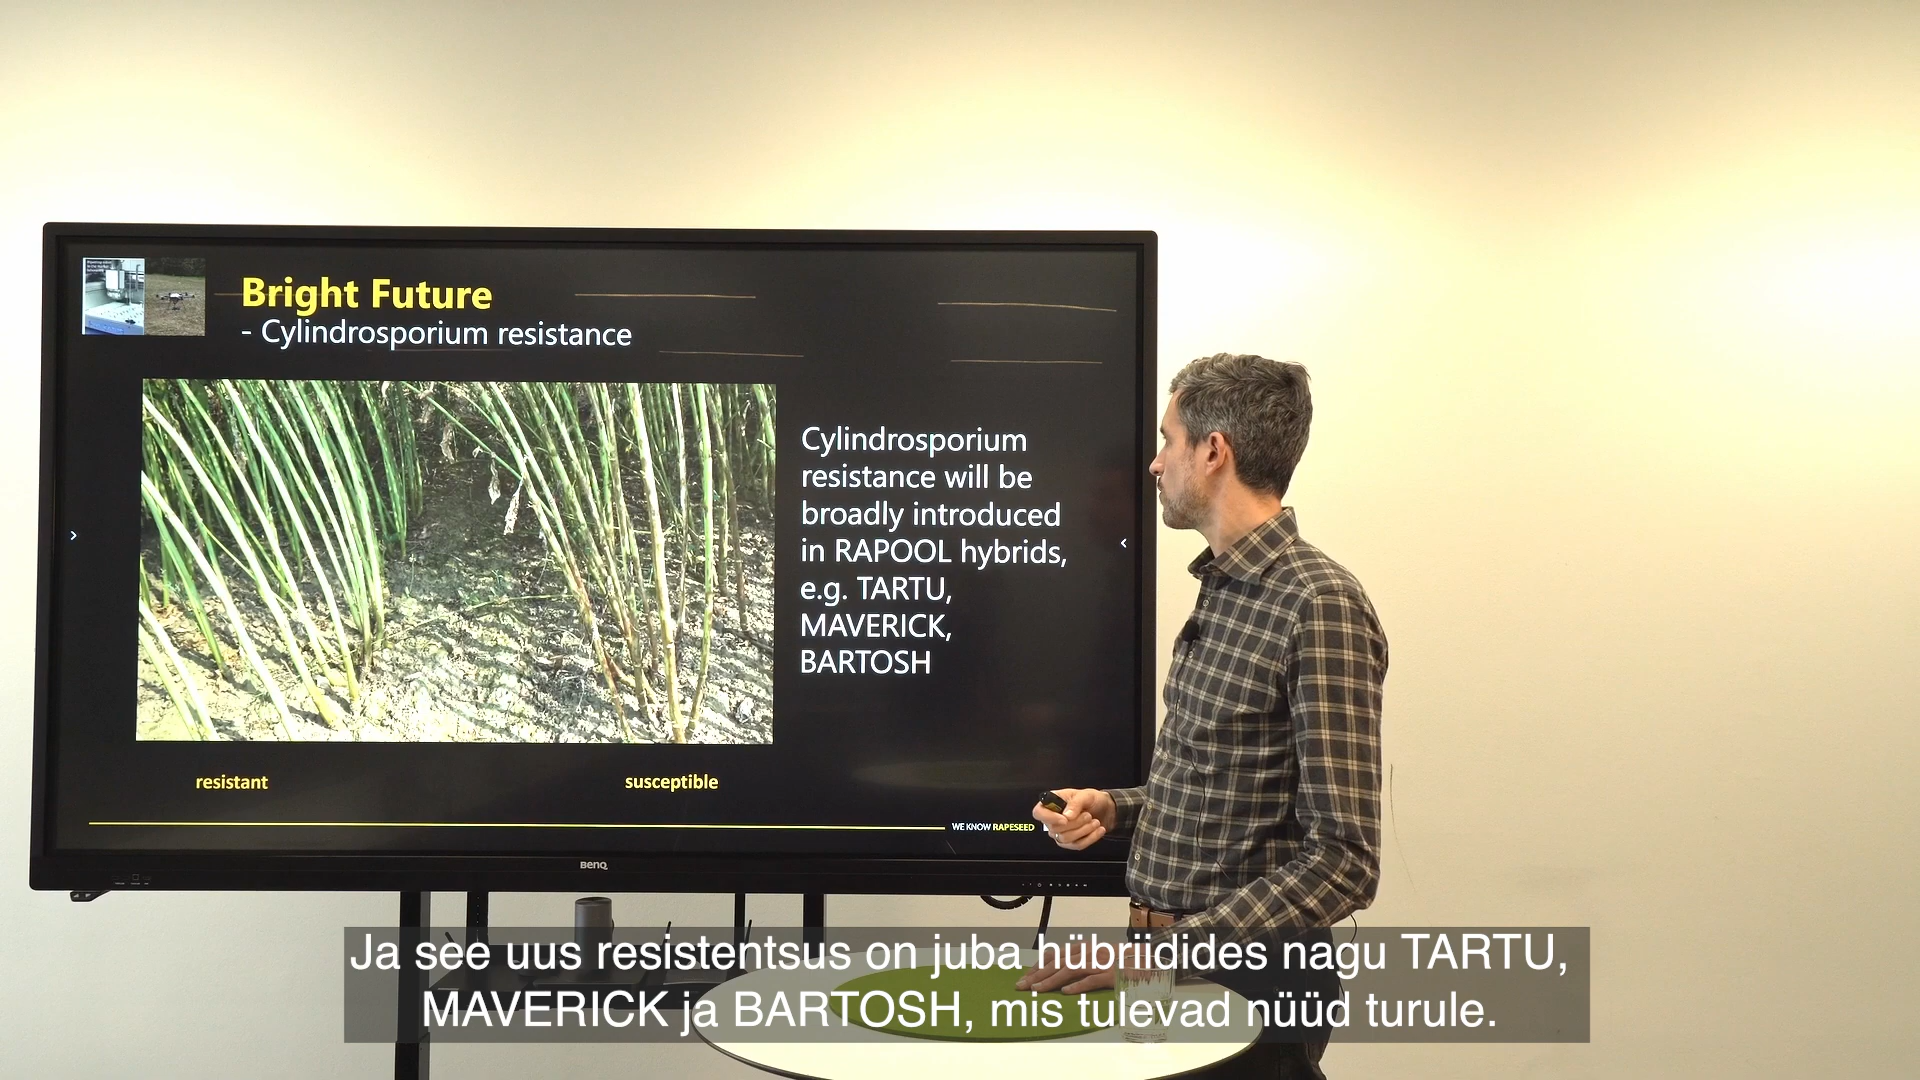 Bright Future
- Cylindrosporium resistance
Cylindrosporium
resistance will be
broadly introduced
in RAPOOL hybrids,
e.g. TARTU,
MAVERICK,
BARTOSH
resistant
susceptible
WE KNOW RAPESEED
BenQ
Ja see uus resistentsus on juba hübriidides nagu TARTU,
MAVERICK ja BARTOSH, mis tulevad nüüd turule.